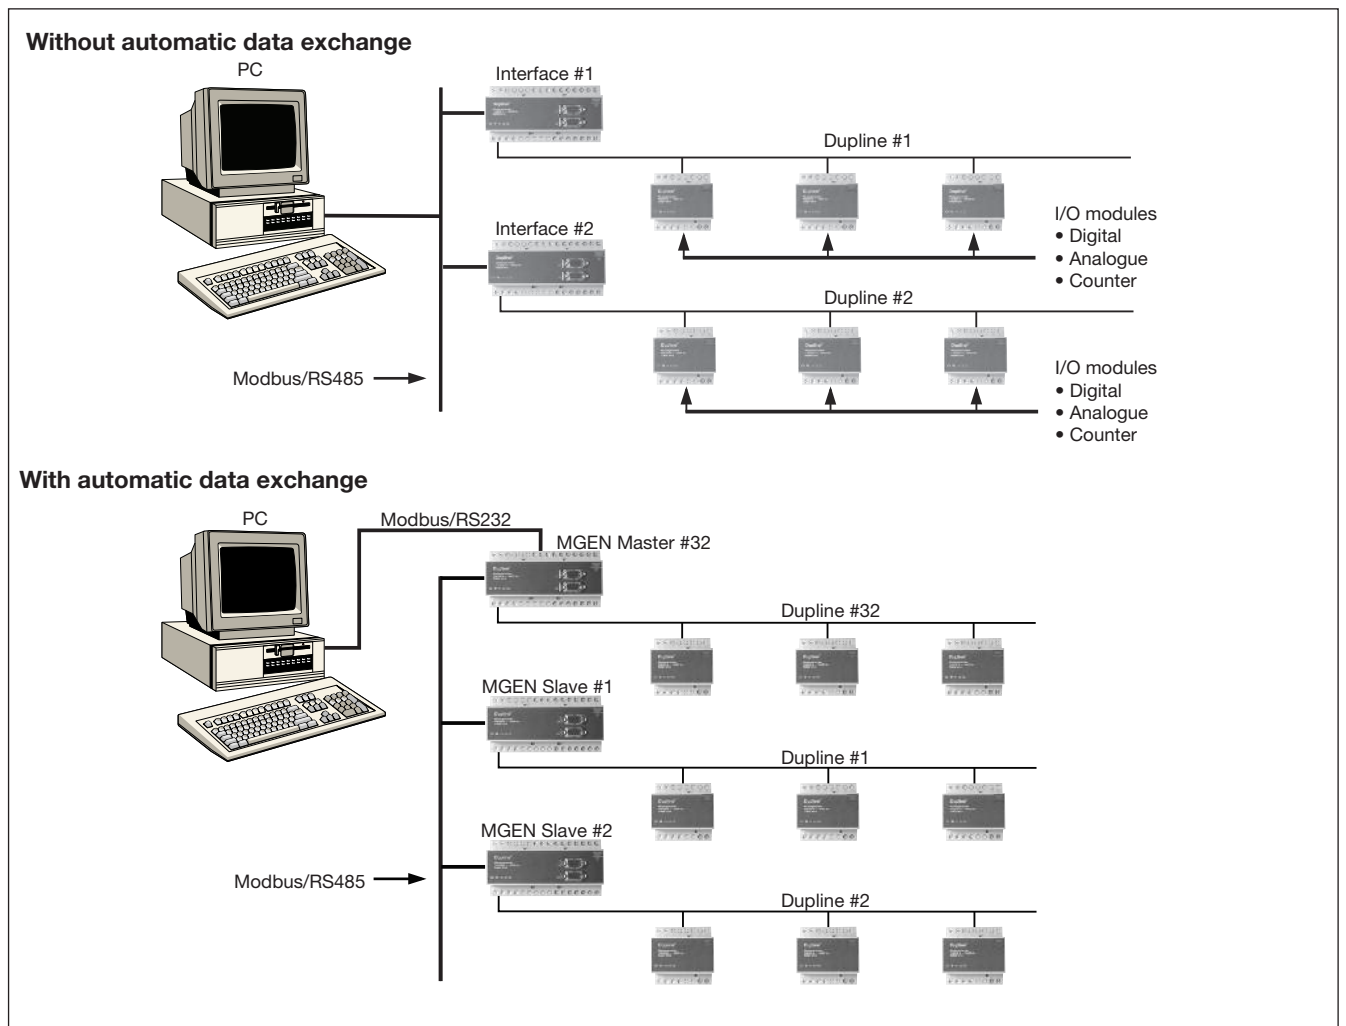 Without automatic data exchange
PC
Interface #1
Dupline #1
I/O modules
• Digital
• Analogue
• Counter
Interface #2
Dupline #2
Modbus/RS485
I/O modules
• Digital
• Analogue
• Counter
With automatic data exchange
PC
Modbus/RS232
MGEN Master #32
Dupline #32
MGEN Slave #1
Dupline #1
MGEN Slave #2
Modbus/RS485
Dupline #2